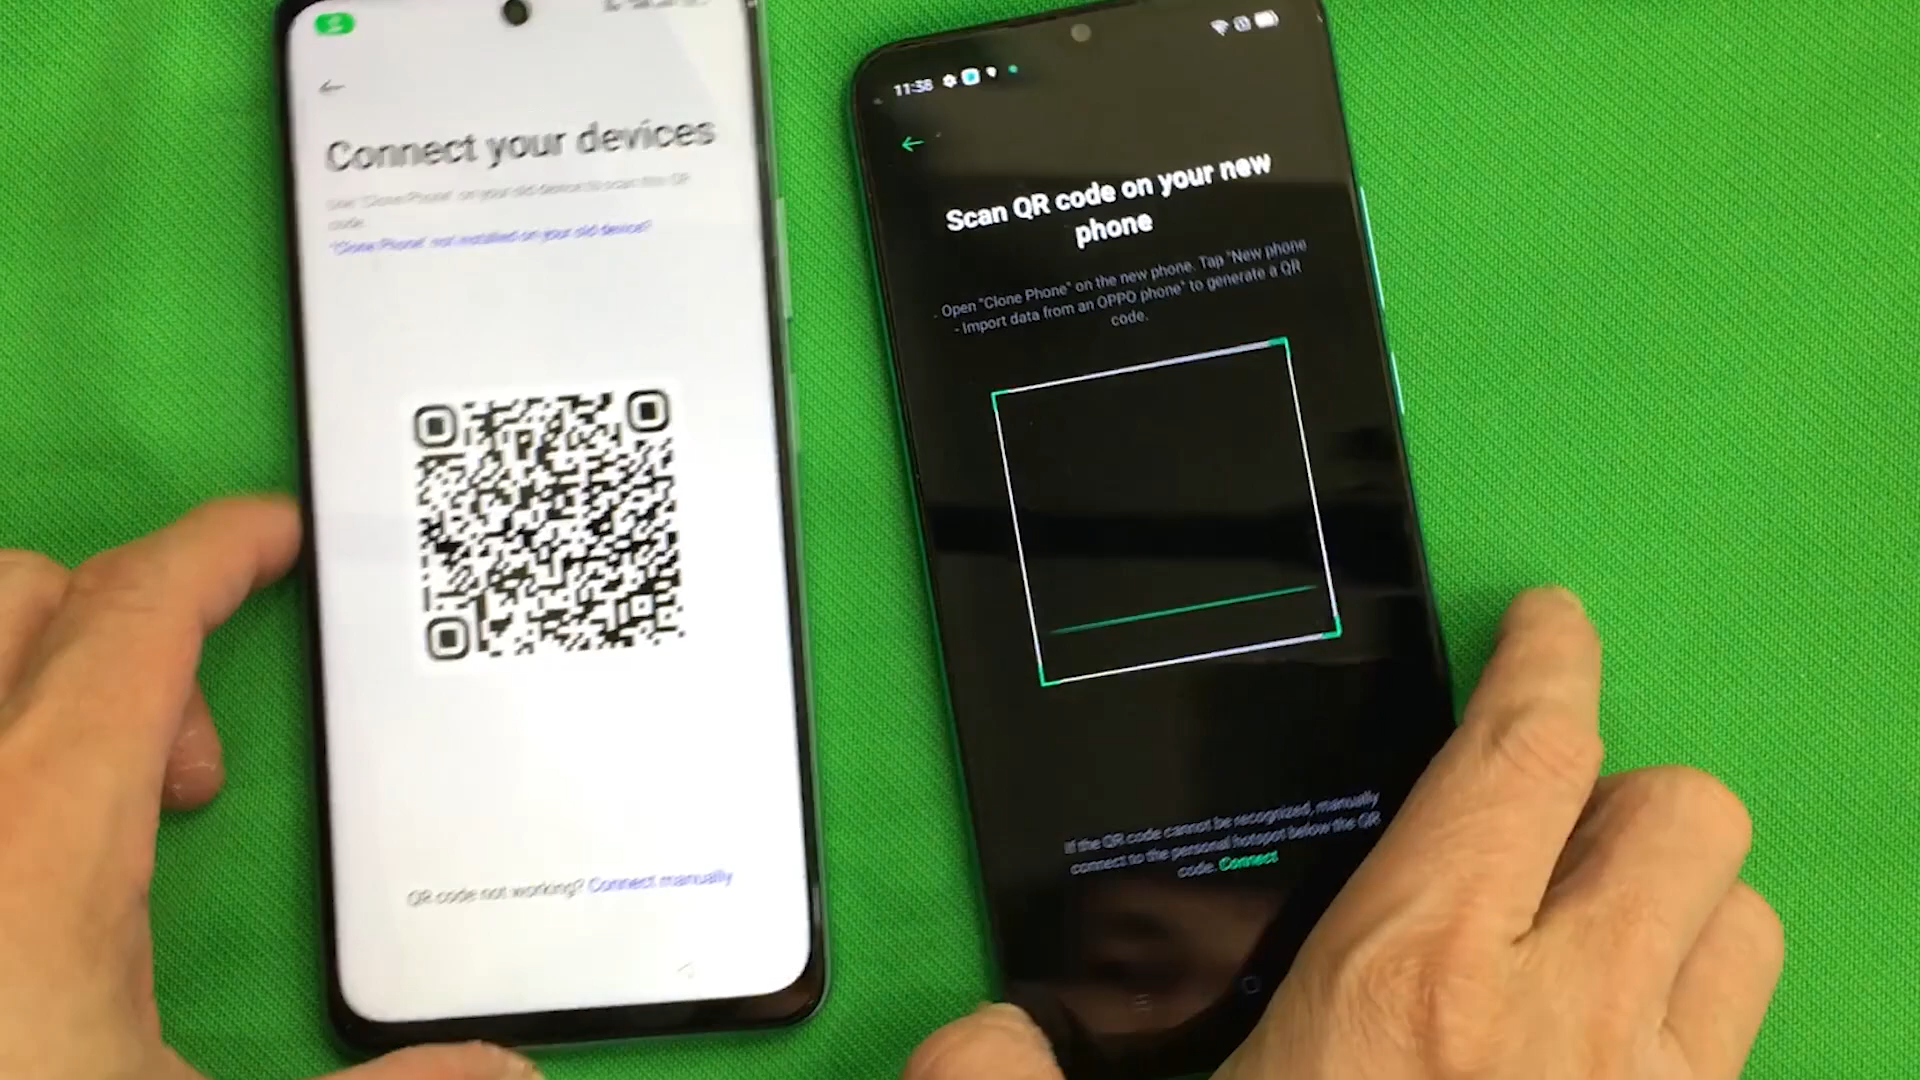 Connect your devices
Use "Clone Phone" on your old device to scan this QR
code.
"Clone Phone" not installed on your old device?
QR code not working? Connect manually
11:38
Scan QR code on your new
phone
Open "Clone Phone" on the new phone. Tap "New phone
- Import data from an OPPO phone" to generate a QR
code.
If the QR code cannot be recognized, manually
connect to the personal hotspot below the QR
code. Connect